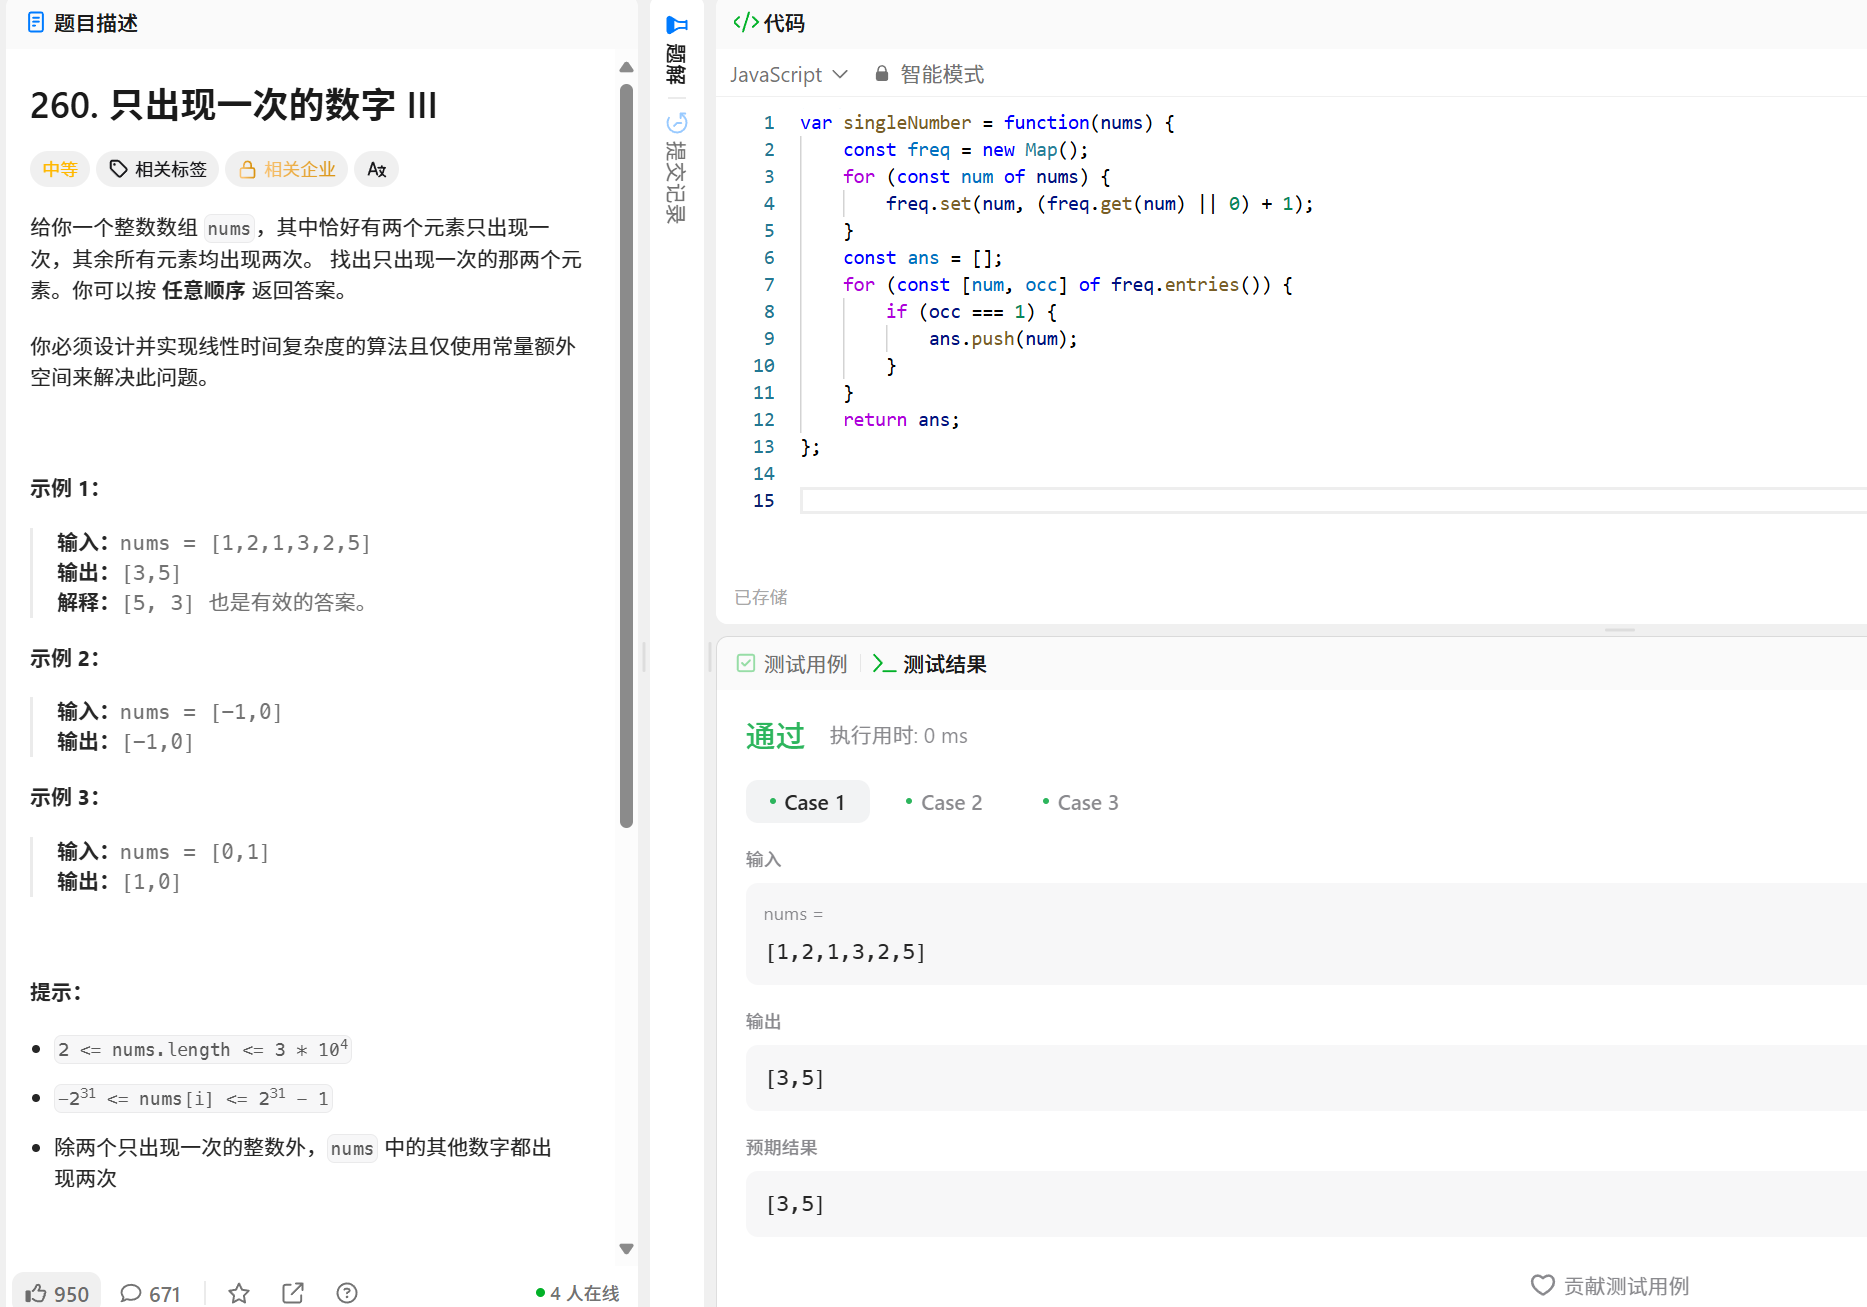 题目描述
260. 只出现一次的数字 III
中等
相关标签
相关企业
给你一个整数数组 nums，其中恰好有两个元素只出现一
次，其余所有元素均出现两次。 找出只出现一次的那两个元
素。你可以按 任意顺序 返回答案。
你必须设计并实现线性时间复杂度的算法且仅使用常量额外
空间来解决此问题。
示例 1：
输入：nums = [1,2,1,3,2,5]
输出：[3,5]
解释：[5, 3] 也是有效的答案。
示例 2：
输入：nums = [-1,0]
输出：[-1,0]
示例 3：
输入：nums = [0,1]
输出：[1,0]
提示：
2 <= nums.length <= 3 * 10⁴
-2³¹ <= nums[i] <= 2³¹ - 1
除两个只出现一次的整数外，nums 中的其他数字都出
现两次
950
671
4 人在线
题解
提交记录
</> 代码
JavaScript
智能模式
1 var singleNumber = function(nums) {
2     const freq = new Map();
3     for (const num of nums) {
4         freq.set(num, (freq.get(num) || 0) + 1);
5     }
6     const ans = [];
7     for (const [num, occ] of freq.entries()) {
8         if (occ === 1) {
9             ans.push(num);
10         }
11     }
12     return ans;
13 };
14
15
已存储
测试用例
>_ 测试结果
通过
执行用时: 0 ms
Case 1
Case 2
Case 3
输入
nums =
[1,2,1,3,2,5]
输出
[3,5]
预期结果
[3,5]
贡献测试用例